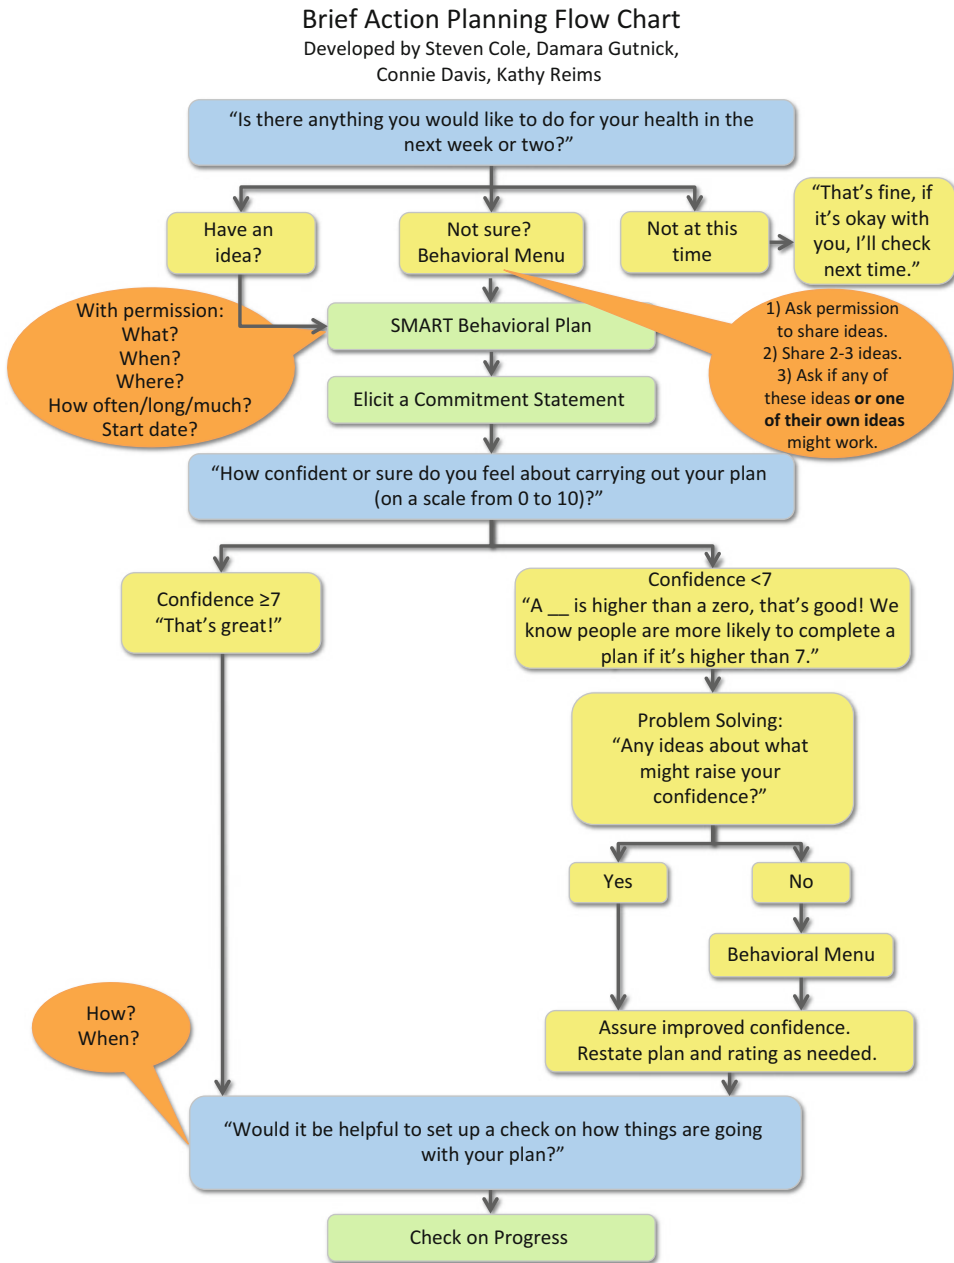 Brief Action Planning Flow Chart
Developed by Steven Cole, Damara Gutnick,
Connie Davis, Kathy Reims
“Is there anything you would like to do for your health in the
next week or two?”
Have an
idea?
Not sure?
Behavioral Menu
Not at this
time
“That’s fine, if
it’s okay with
you, I’ll check
next time.”
With permission:
What?
When?
Where?
How often/long/much?
Start date?
SMART Behavioral Plan
1) Ask permission
to share ideas.
2) Share 2-3 ideas.
3) Ask if any of
these ideas or one
of their own ideas
might work.
Elicit a Commitment Statement
“How confident or sure do you feel about carrying out your plan
(on a scale from 0 to 10)?”
Confidence ≥7
“That’s great!”
Confidence <7
“A __ is higher than a zero, that’s good! We
know people are more likely to complete a
plan if it’s higher than 7.”
Problem Solving:
“Any ideas about what
might raise your
confidence?”
Yes
No
Behavioral Menu
Assure improved confidence.
Restate plan and rating as needed.
How?
When?
“Would it be helpful to set up a check on how things are going
with your plan?”
Check on Progress